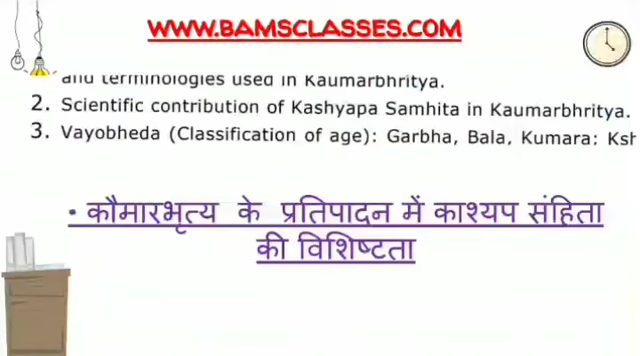 WWW.BAMSCLASSES.COM
and terminologies used in Kaumarbhritya.
2. Scientific contribution of Kashyapa Samhita in Kaumarbhritya.
3. Vayobheda (Classification of age): Garbha, Bala, Kumara: Ksh
• कौमारभृत्य के प्रतिपादन में काश्यप संहिता
की विशिष्टता